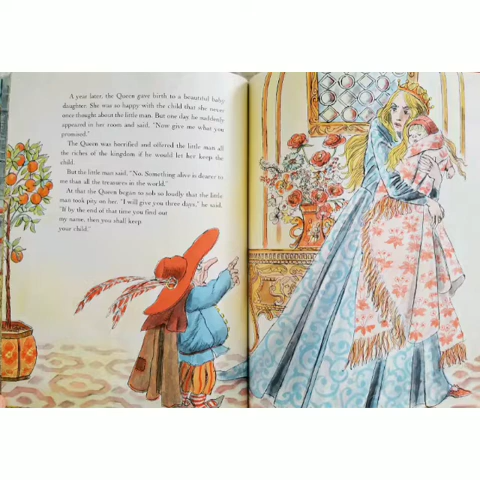 A year later, the Queen gave birth to a beautiful baby
daughter. She was so happy with the child that she never
once thought about the little man. But one day he suddenly
appeared in her room and said, "Now give me what you
promised."
The Queen was horrified and offered the little man all
the riches of the kingdom if he would let her keep the
child.
But the little man said, "No. Something alive is dearer to
me than all the treasures in the world."
At that the Queen began to sob so loudly that the little
man took pity on her. "I will give you three days," he said.
"If by the end of that time you find out
my name, then you shall keep
your child."